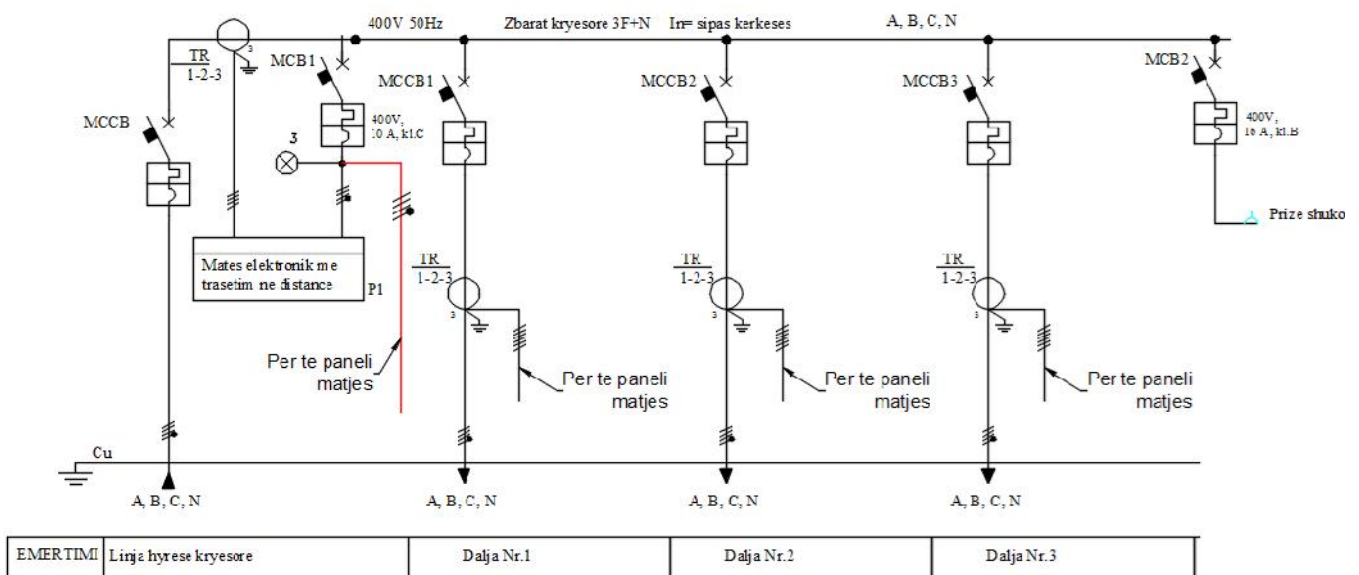 400V 50Hz
Zbarat kryesore 3F+N
In= sipas kerkeses
A, B, C, N
TR
1-2-3
3
MCB1
400V,
10 A, kl.C
3
MCCB
MCCB1
MCCB2
MCCB3
MCB2
400V,
16 A, kl.B
Prize shuko
Mates elektronik me
trasetim ne distance
P1
TR
1-2-3
3
TR
1-2-3
3
TR
1-2-3
3
Per te paneli
matjes
Per te paneli
matjes
Per te paneli
matjes
Per te paneli
matjes
Cu
A, B, C, N
A, B, C, N
A, B, C, N
A, B, C, N
EMERTIMI
Linja hyrese kryesore
Dalja Nr.1
Dalja Nr.2
Dalja Nr.3